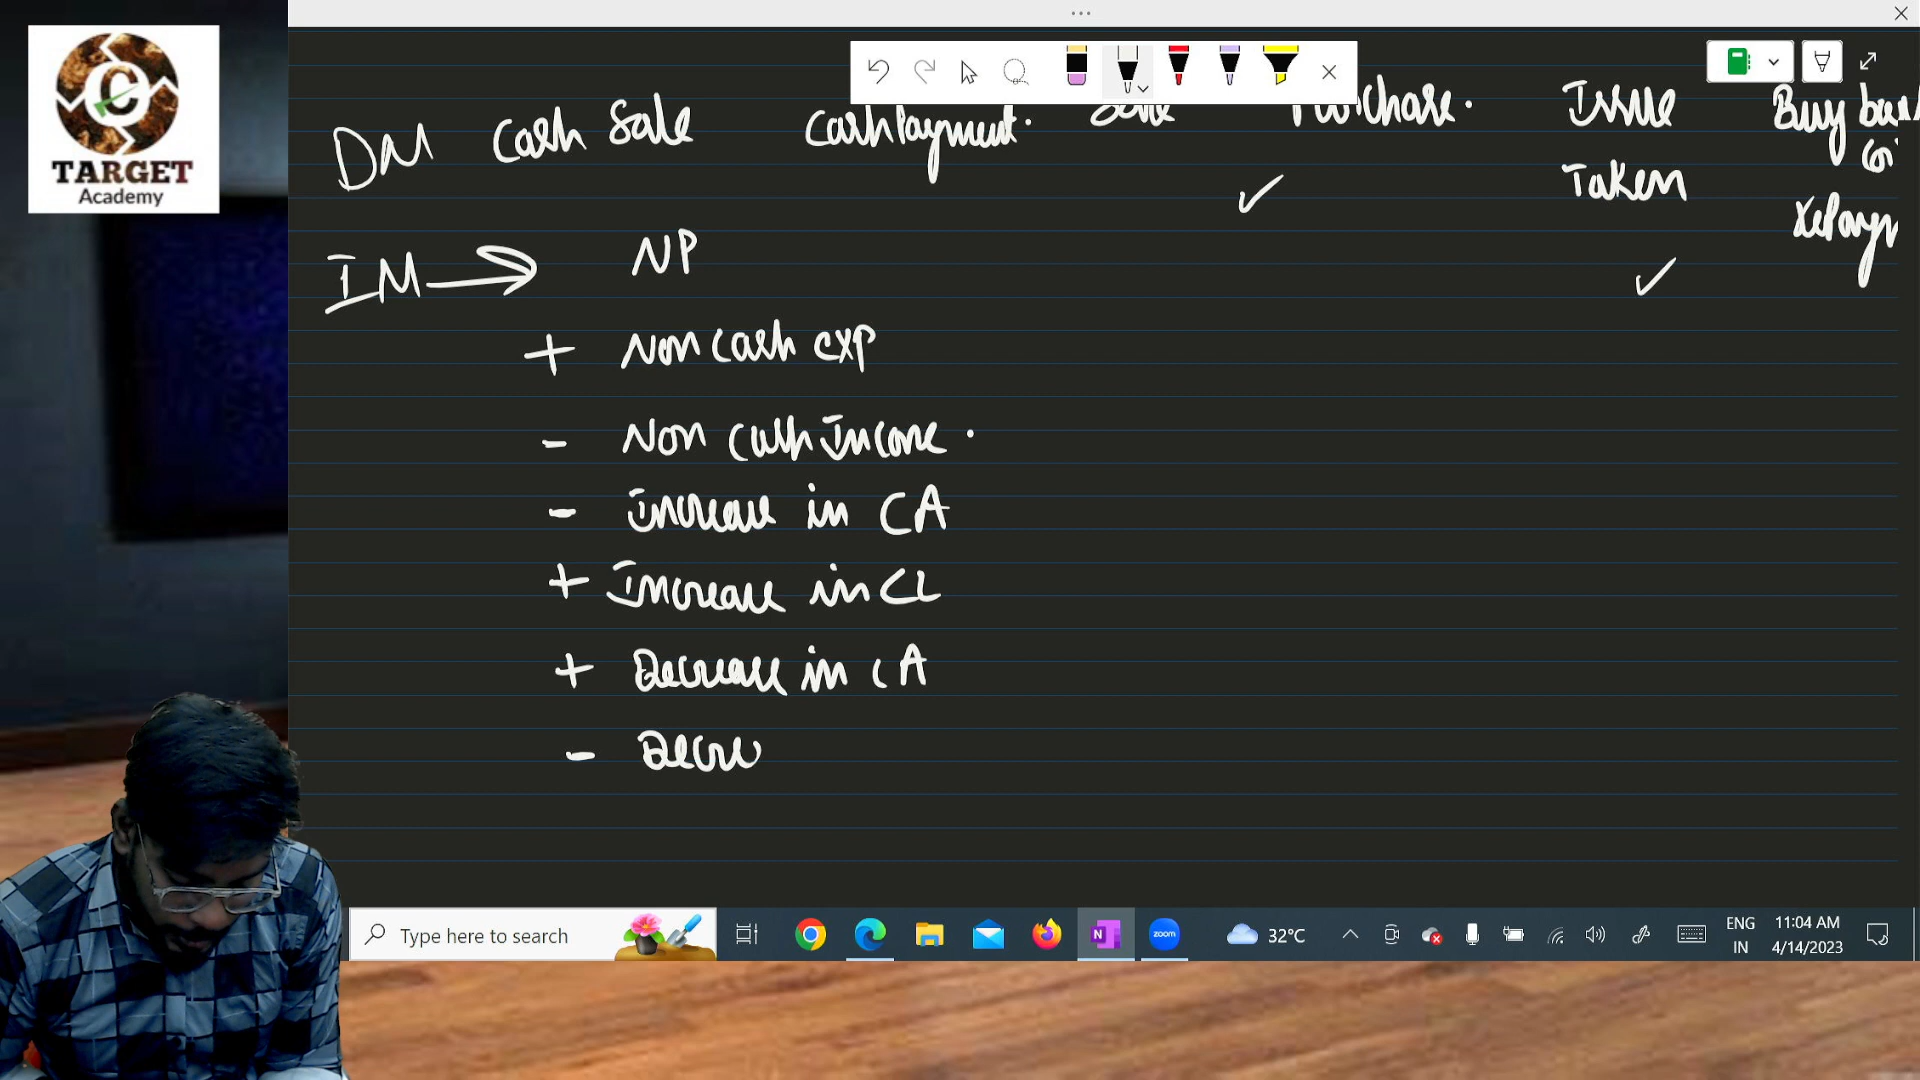 TARGET
Academy
DM Cash Sale Cash Payment. Purchase. Issue Buy back
Taken
IM → NP
+ Non cash exp
- Non cash Income.
- Increase in CA
+ Increase in CL
+ Decrease in CA
- Decre
Type here to search
zoom
32°C
ENG
IN
11:04 AM
4/14/2023